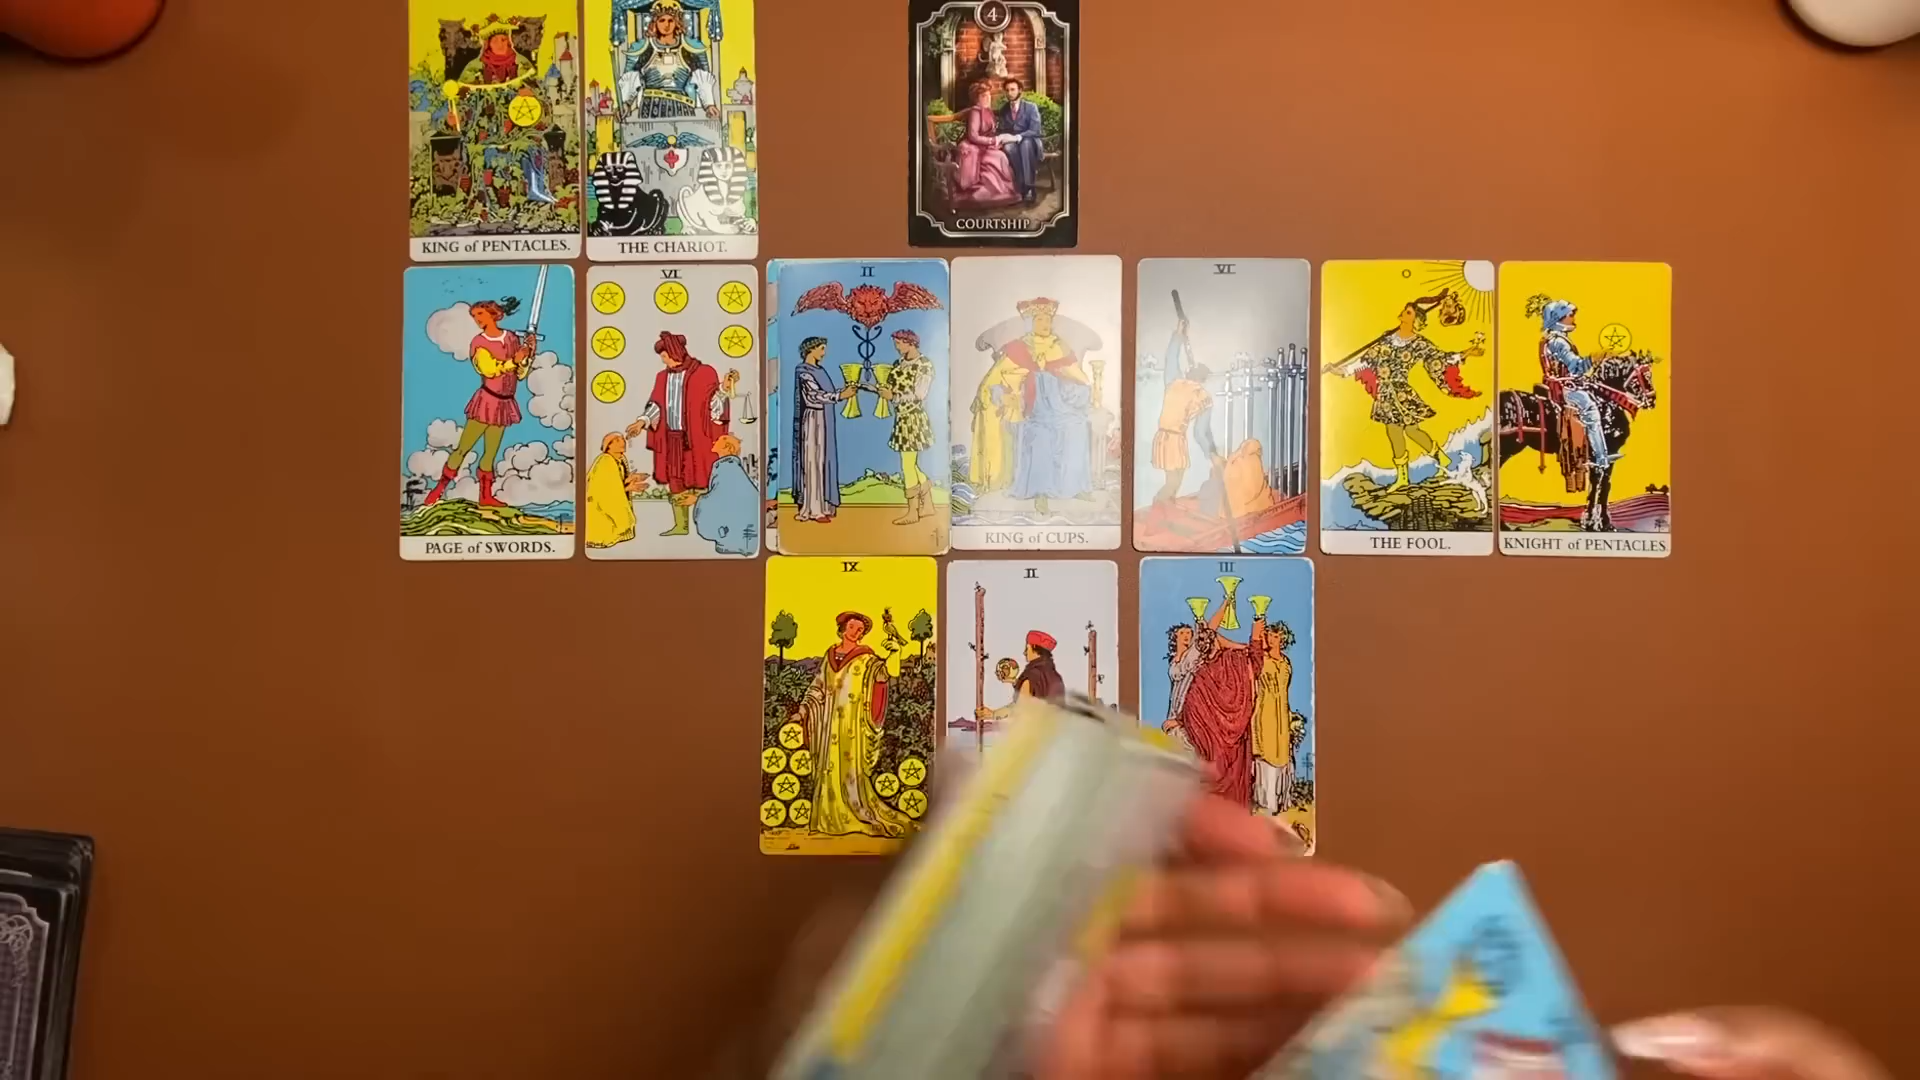 4
COURTSHIP
KING of PENTACLES.
THE CHARIOT.
PAGE of SWORDS.
VI
II
KING of CUPS.
VI
0
THE FOOL.
KNIGHT of PENTACLES
IX
II
III